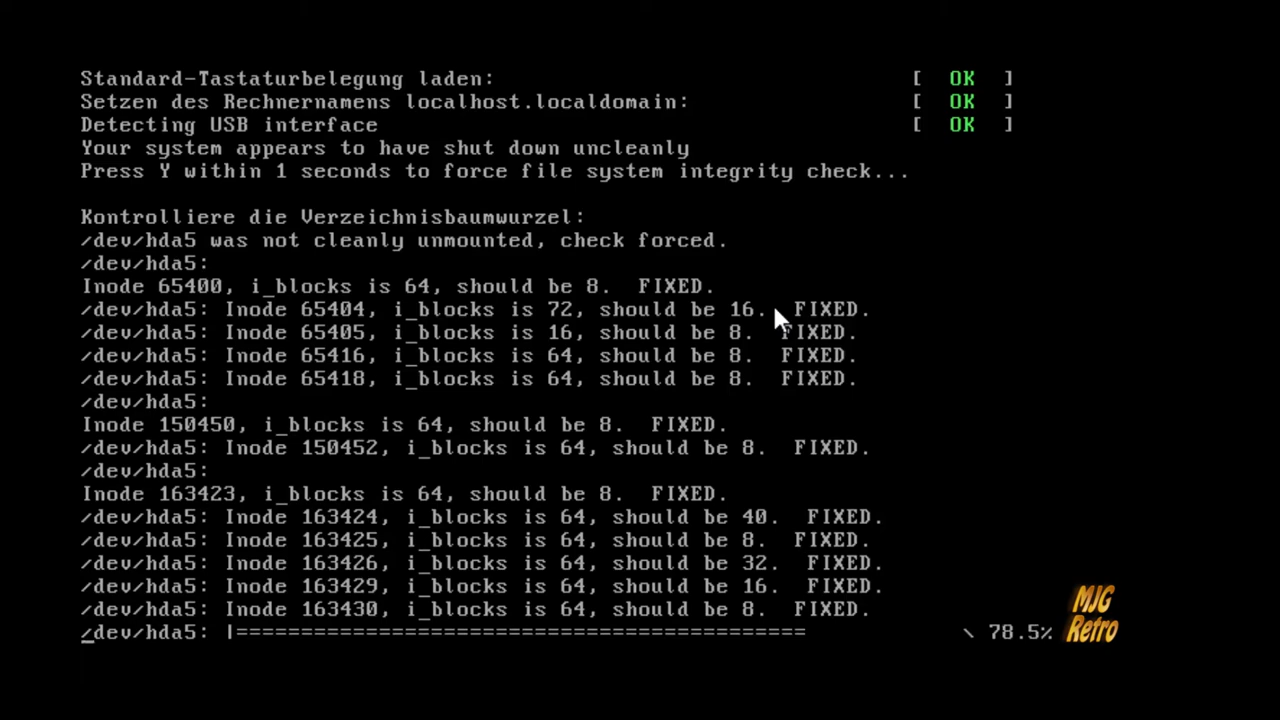 Standard-Tastaturbelegung laden: [ OK ]
Setzen des Rechnernamens localhost.localdomain: [ OK ]
Detecting USB interface [ OK ]
Your system appears to have shut down uncleanly
Press Y within 1 seconds to force file system integrity check...
Kontrolliere die Verzeichnisbaumwurzel:
/dev/hda5 was not cleanly unmounted, check forced.
/dev/hda5:
Inode 65400, i_blocks is 64, should be 8. FIXED.
/dev/hda5: Inode 65404, i_blocks is 72, should be 16. FIXED.
/dev/hda5: Inode 65405, i_blocks is 16, should be 8. FIXED.
/dev/hda5: Inode 65416, i_blocks is 64, should be 8. FIXED.
/dev/hda5: Inode 65418, i_blocks is 64, should be 8. FIXED.
/dev/hda5:
Inode 150450, i_blocks is 64, should be 8. FIXED.
/dev/hda5: Inode 150452, i_blocks is 64, should be 8. FIXED.
/dev/hda5:
Inode 163423, i_blocks is 64, should be 8. FIXED.
/dev/hda5: Inode 163424, i_blocks is 64, should be 40. FIXED.
/dev/hda5: Inode 163425, i_blocks is 64, should be 8. FIXED.
/dev/hda5: Inode 163426, i_blocks is 64, should be 32. FIXED.
/dev/hda5: Inode 163429, i_blocks is 64, should be 16. FIXED.
/dev/hda5: Inode 163430, i_blocks is 64, should be 8. FIXED.
/dev/hda5: |============================================ \ 78.5%
MJG
Retro